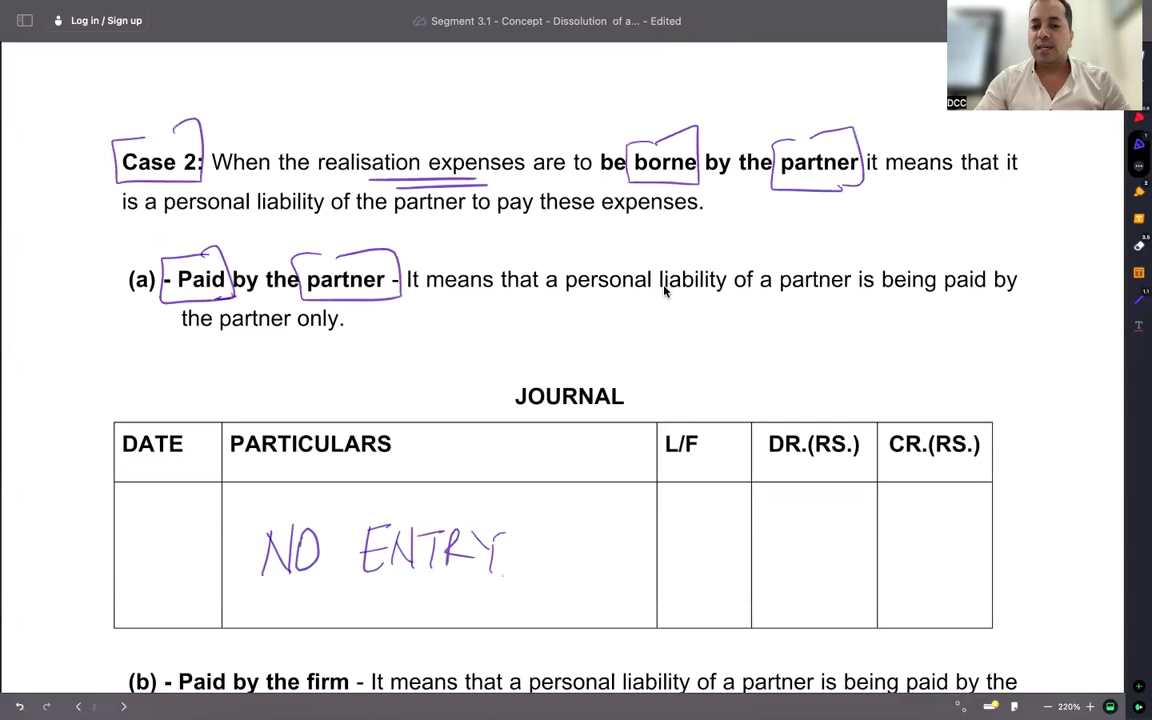 Log in / Sign up
Segment 3.1 - Concept - Dissolution of a... - Edited
DCC
Case 2: When the realisation expenses are to be borne by the partner it means that it
is a personal liability of the partner to pay these expenses.
(a) - Paid by the partner - It means that a personal liability of a partner is being paid by
the partner only.
JOURNAL
DATE PARTICULARS L/F DR.(RS.) CR.(RS.)
NO ENTRY
(b) - Paid by the firm - It means that a personal liability of a partner is being paid by the
2
220%